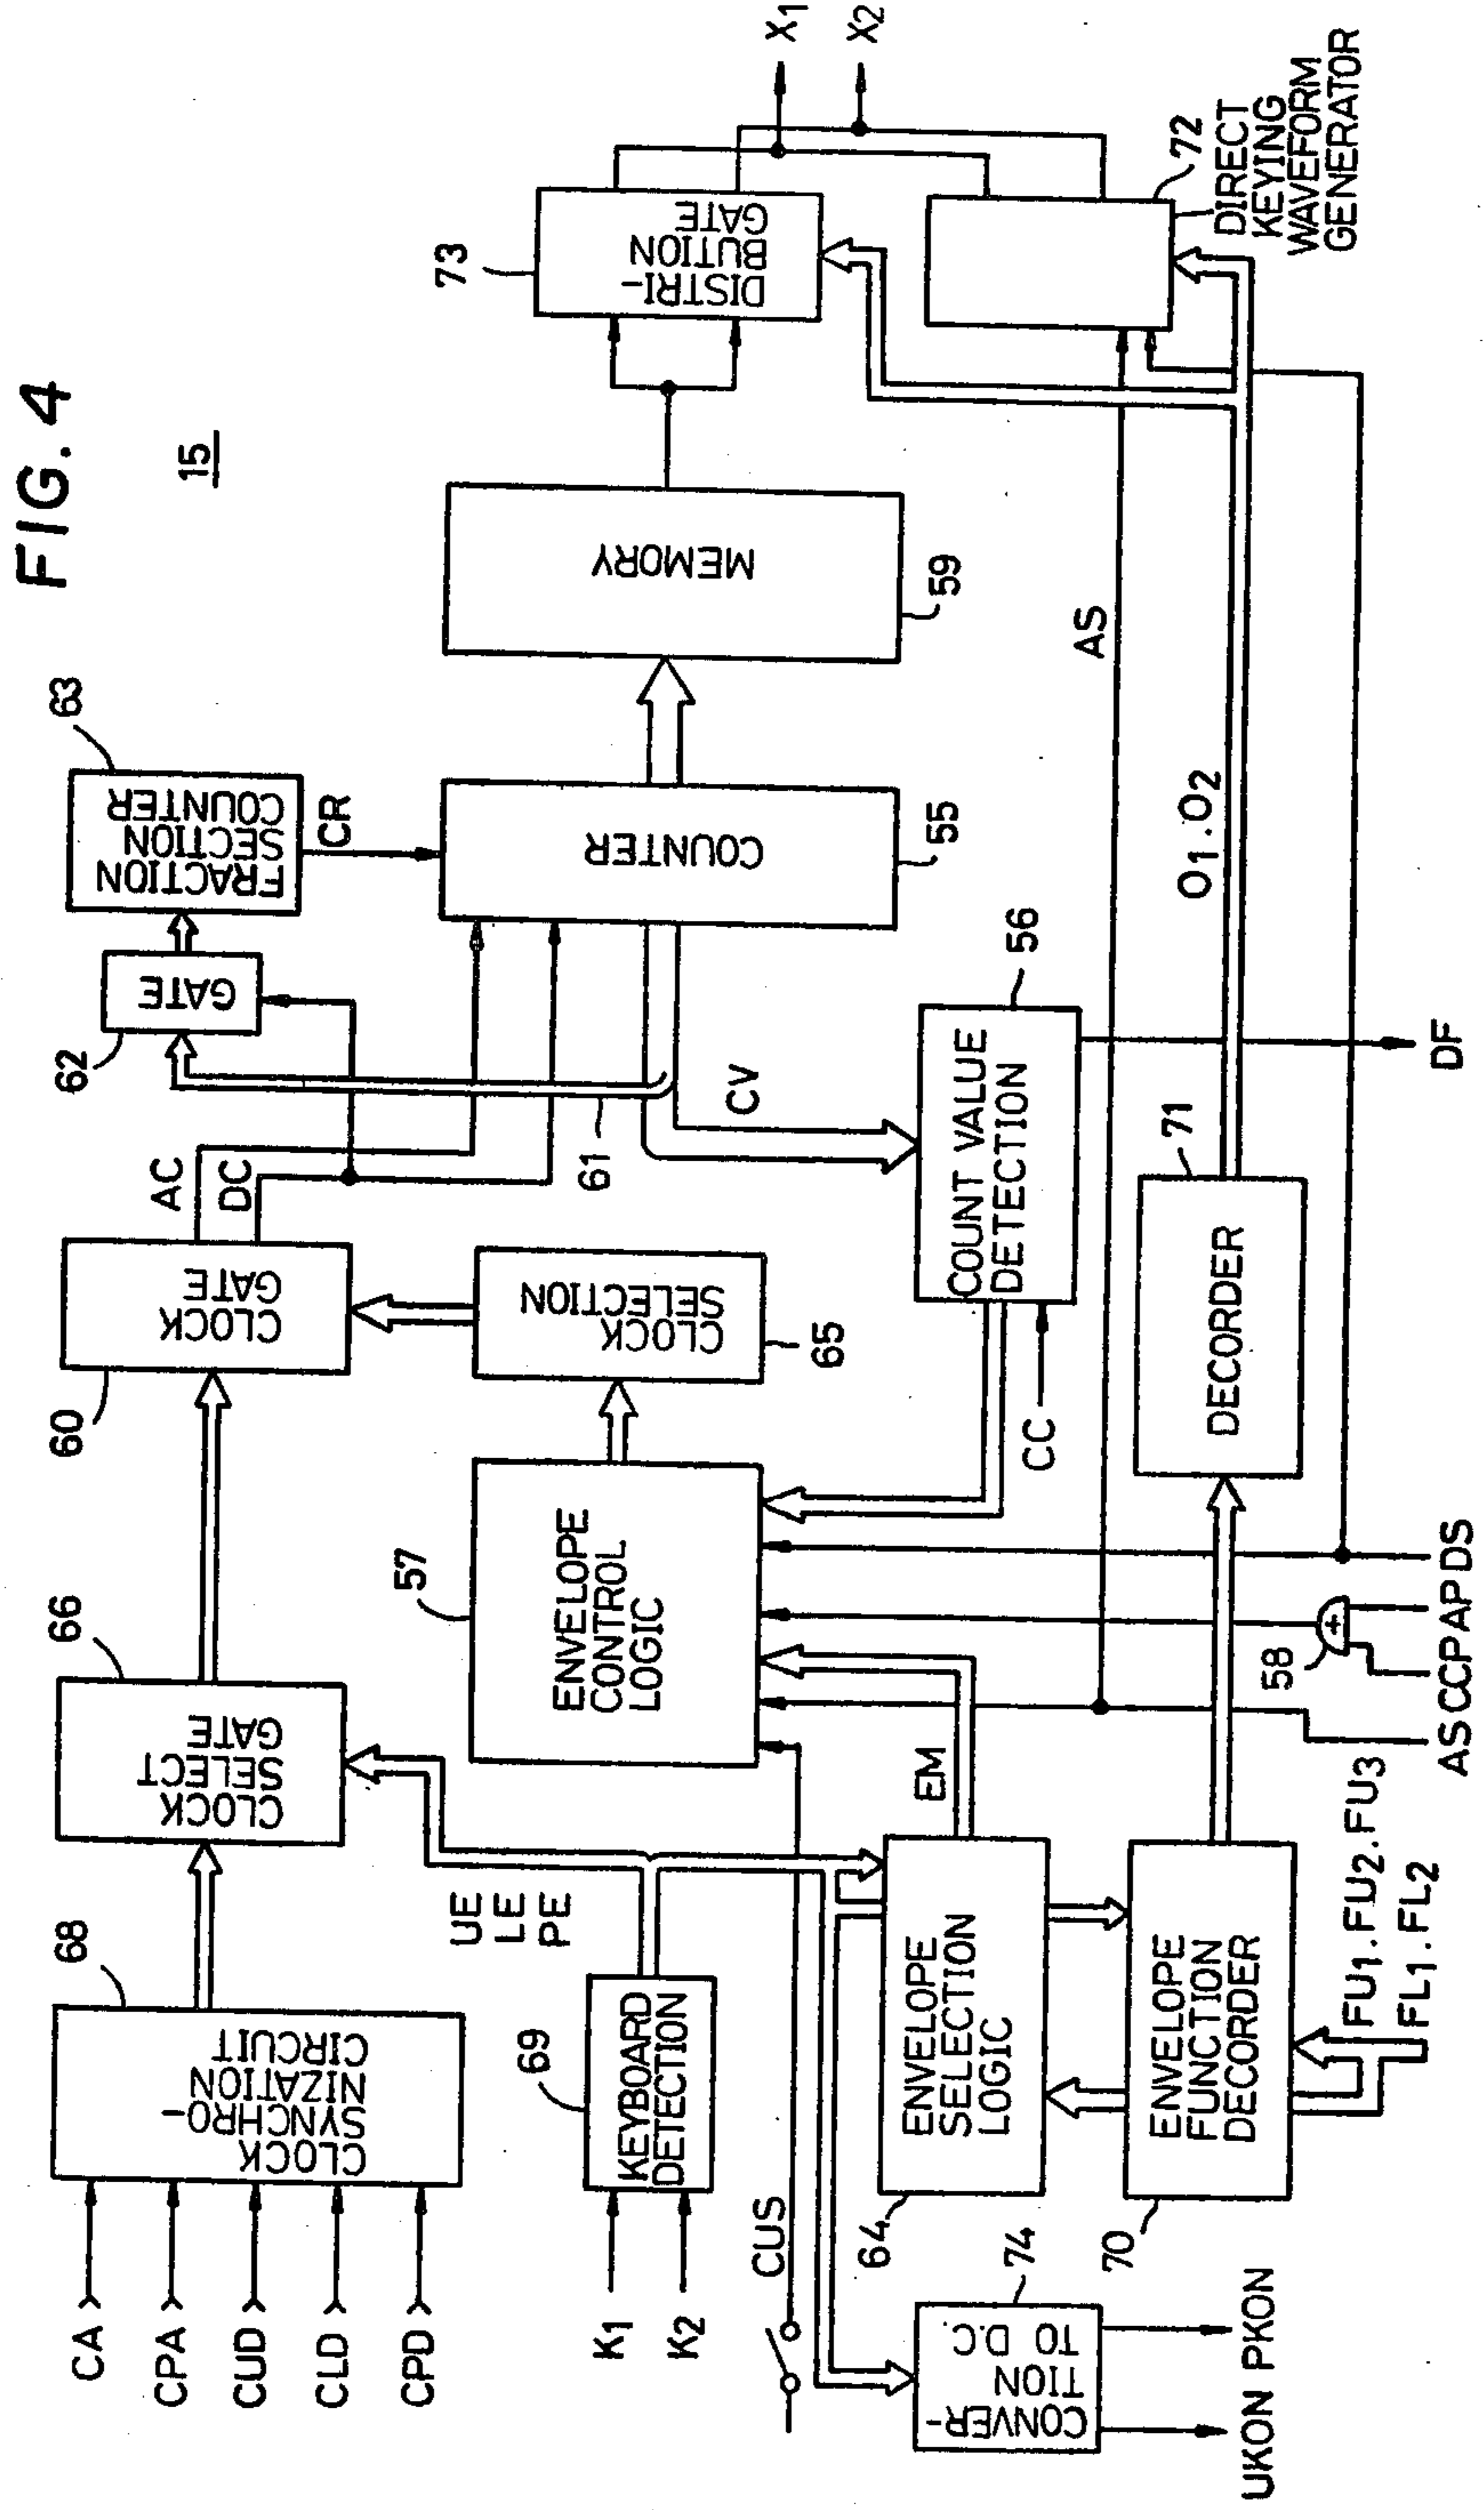 FIG. 4
15
CA
CPA
CUD
CLD
CPD
68
CLOCK
SYNCHRO-
NIZATION
CIRCUIT
66
CLOCK
SELECT
GATE
60
CLOCK
GATE
AC
DC
62
GATE
63
FRACTION
SECTION
COUNTER
CR
61
K1
K2
69
KEYBOARD
DETECTION
UE
LE
PE
57
ENVELOPE
CONTROL
LOGIC
CLOCK
SELECTION
65
COUNTER
55
MEMORY
59
73
DISTRI-
BUTION
GATE
X1
X2
CUS
CV
COUNT VALUE
DETECTION
56
CC
EM
64
ENVELOPE
SELECTION
LOGIC
74
CONVER-
TION
TO D.C.
UKON PKON
70
ENVELOPE
FUNCTION
DECORDER
FU1.FU2.FU3
FL1.FL2
58
AS CCP AP DS
71
DECORDER
O1.O2
AS
DF
72
DIRECT
KEYING
WAVEFORM
GENERATOR